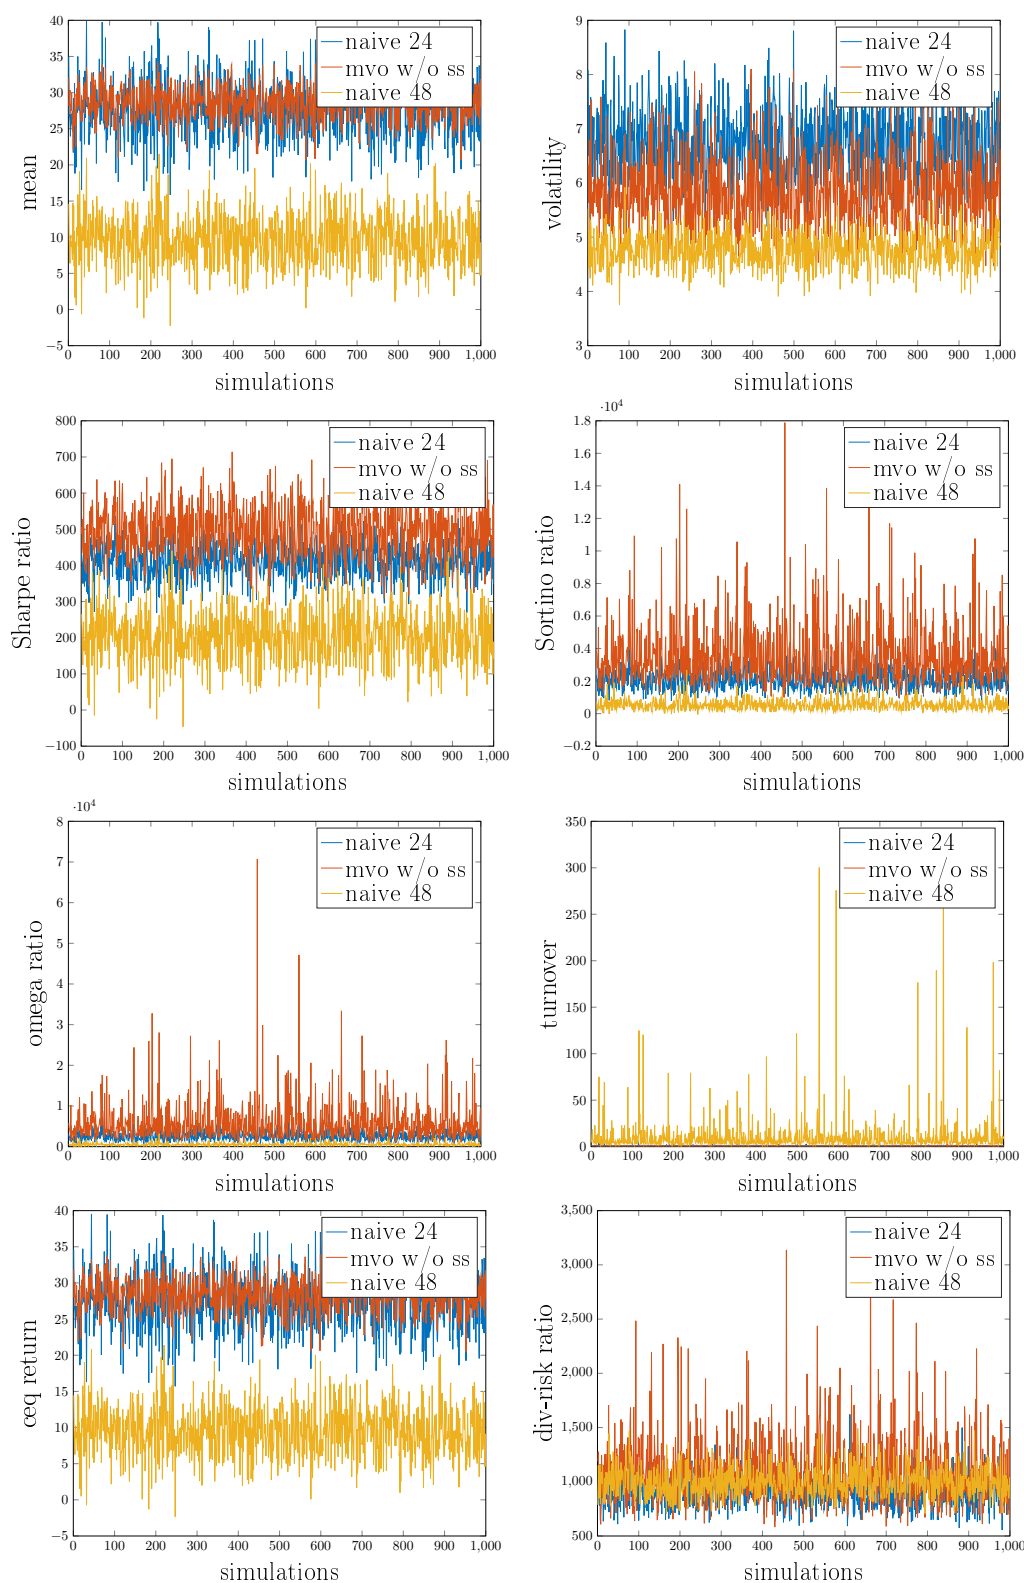 40
35
30
25
20
15
10
5
0
−5
mean
0 100 200 300 400 500 600 700 800 900 1,000
simulations
naive 24
mvo w/o ss
naive 48
9
8
7
6
5
4
3
volatility
0 100 200 300 400 500 600 700 800 900 1,000
simulations
naive 24
mvo w/o ss
naive 48
800
700
600
500
400
300
200
100
0
−100
Sharpe ratio
0 100 200 300 400 500 600 700 800 900 1,000
simulations
naive 24
mvo w/o ss
naive 48
·10⁴
1.8
1.6
1.4
1.2
1
0.8
0.6
0.4
0.2
0
−0.2
Sortino ratio
0 100 200 300 400 500 600 700 800 900 1,000
simulations
naive 24
mvo w/o ss
naive 48
·10⁴
8
7
6
5
4
3
2
1
0
omega ratio
0 100 200 300 400 500 600 700 800 900 1,000
simulations
naive 24
mvo w/o ss
naive 48
350
300
250
200
150
100
50
0
turnover
0 100 200 300 400 500 600 700 800 900 1,000
simulations
naive 24
mvo w/o ss
naive 48
40
35
30
25
20
15
10
5
0
−5
ceq return
0 100 200 300 400 500 600 700 800 900 1,000
simulations
naive 24
mvo w/o ss
naive 48
3,500
3,000
2,500
2,000
1,500
1,000
500
div-risk ratio
0 100 200 300 400 500 600 700 800 900 1,000
simulations
naive 24
mvo w/o ss
naive 48